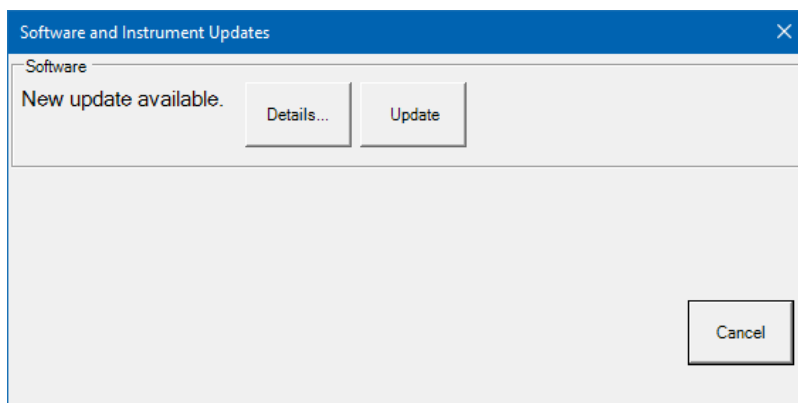 Software and Instrument Updates
Software
New update available.
Details...
Update
Cancel